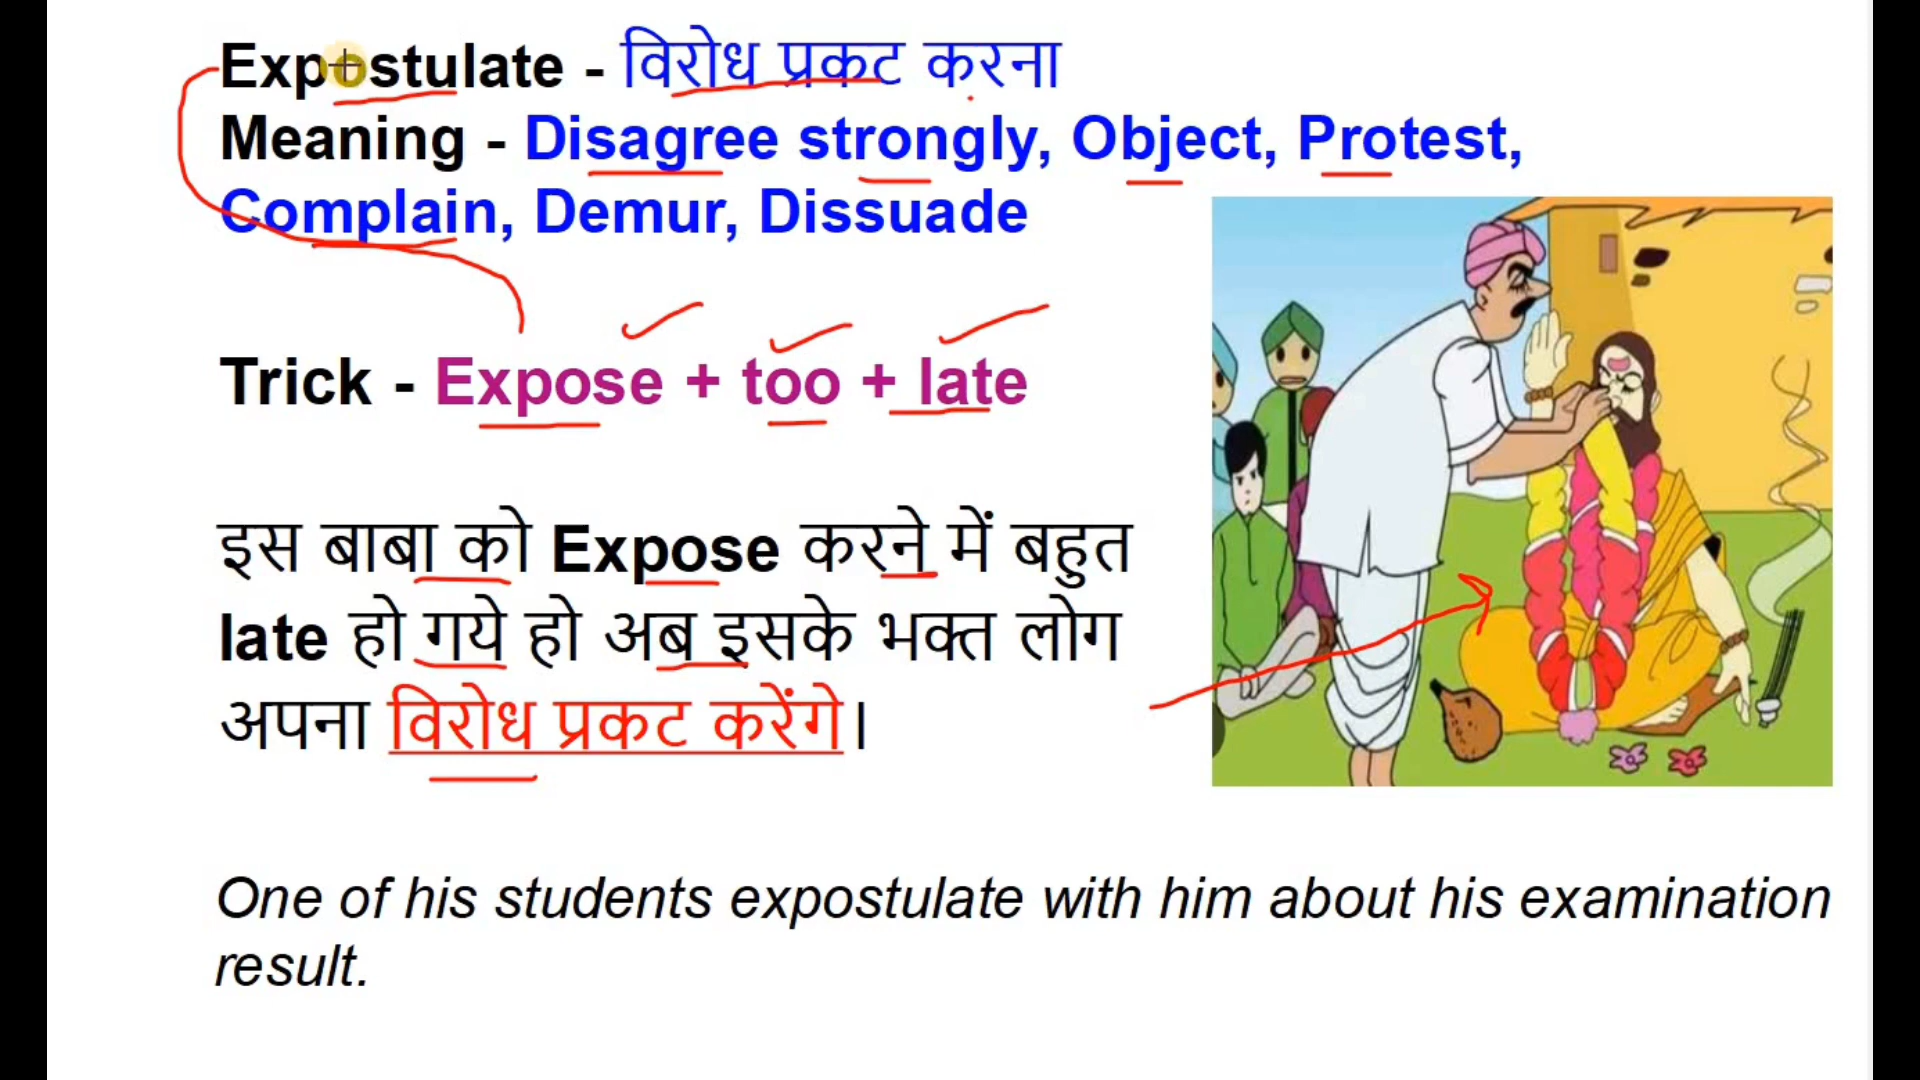 Expostulate - विरोध प्रकट करना
Meaning - Disagree strongly, Object, Protest,
Complain, Demur, Dissuade
Trick - Expose + too + late
इस बाबा को Expose करने में बहुत
late हो गये हो अब इसके भक्त लोग
अपना विरोध प्रकट करेंगे।
One of his students expostulate with him about his examination
result.